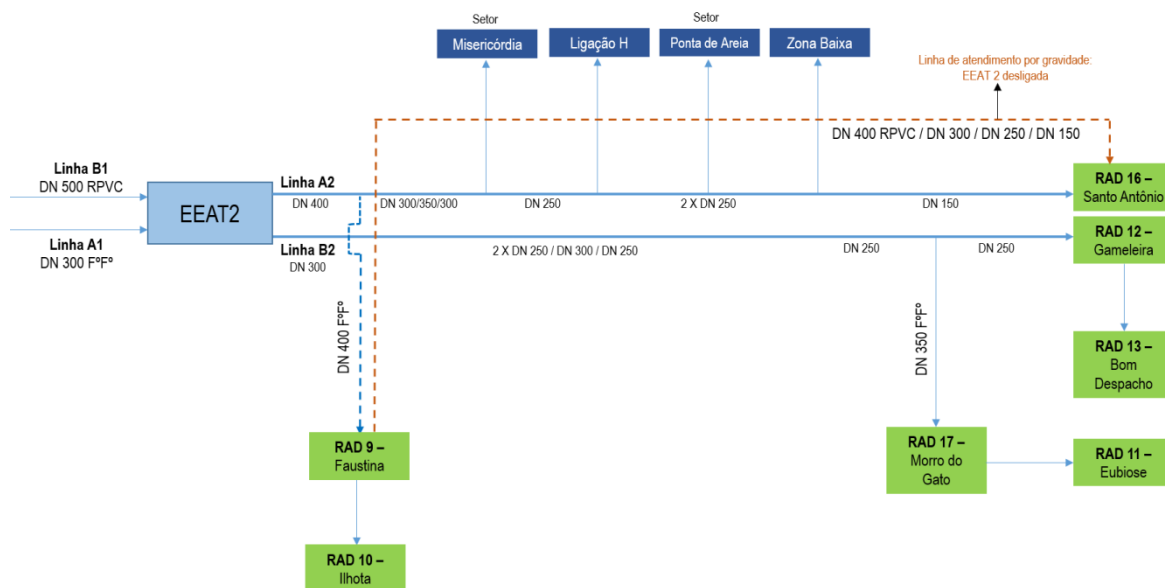 Setor
Misericórdia
Ligação H
Setor
Ponta de Areia
Zona Baixa
Linha de atendimento por gravidade:
EEAT 2 desligada
DN 400 RPVC / DN 300 / DN 250 / DN 150
Linha B1
DN 500 RPVC
Linha A1
DN 300 FºFº
EEAT2
Linha A2
DN 400
DN 300/350/300
DN 250
2 X DN 250
DN 150
RAD 16 –
Santo Antônio
Linha B2
DN 300
2 X DN 250 / DN 300 / DN 250
DN 250
DN 250
RAD 12 –
Gameleira
DN 400 FºFº
DN 350 FºFº
RAD 13 –
Bom
Despacho
RAD 9 –
Faustina
RAD 17 –
Morro do
Gato
RAD 11 –
Eubiose
RAD 10 –
Ilhota